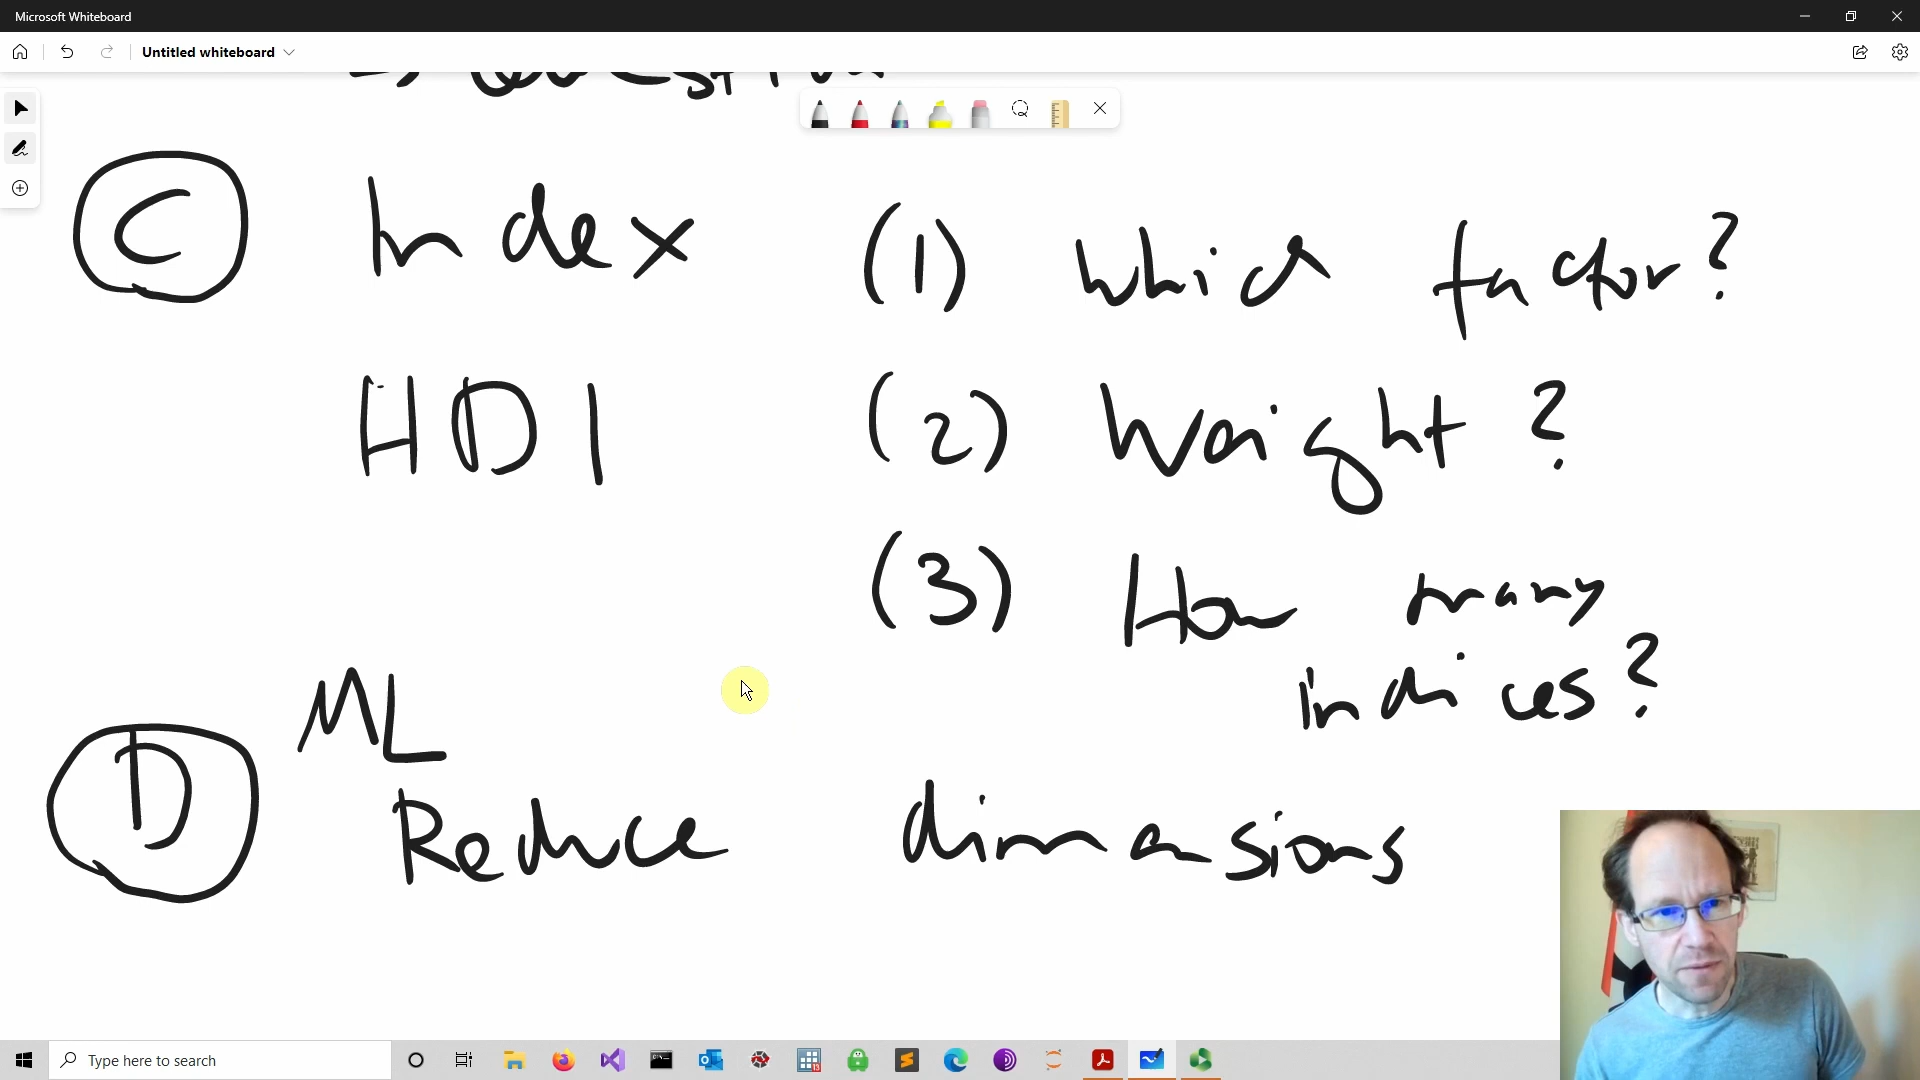 Microsoft Whiteboard
Untitled whiteboard
C Index (1) which factor?
HDI (2) Weight?
(3) How many
indices?
ML
D Reduce dimensions
Type here to search